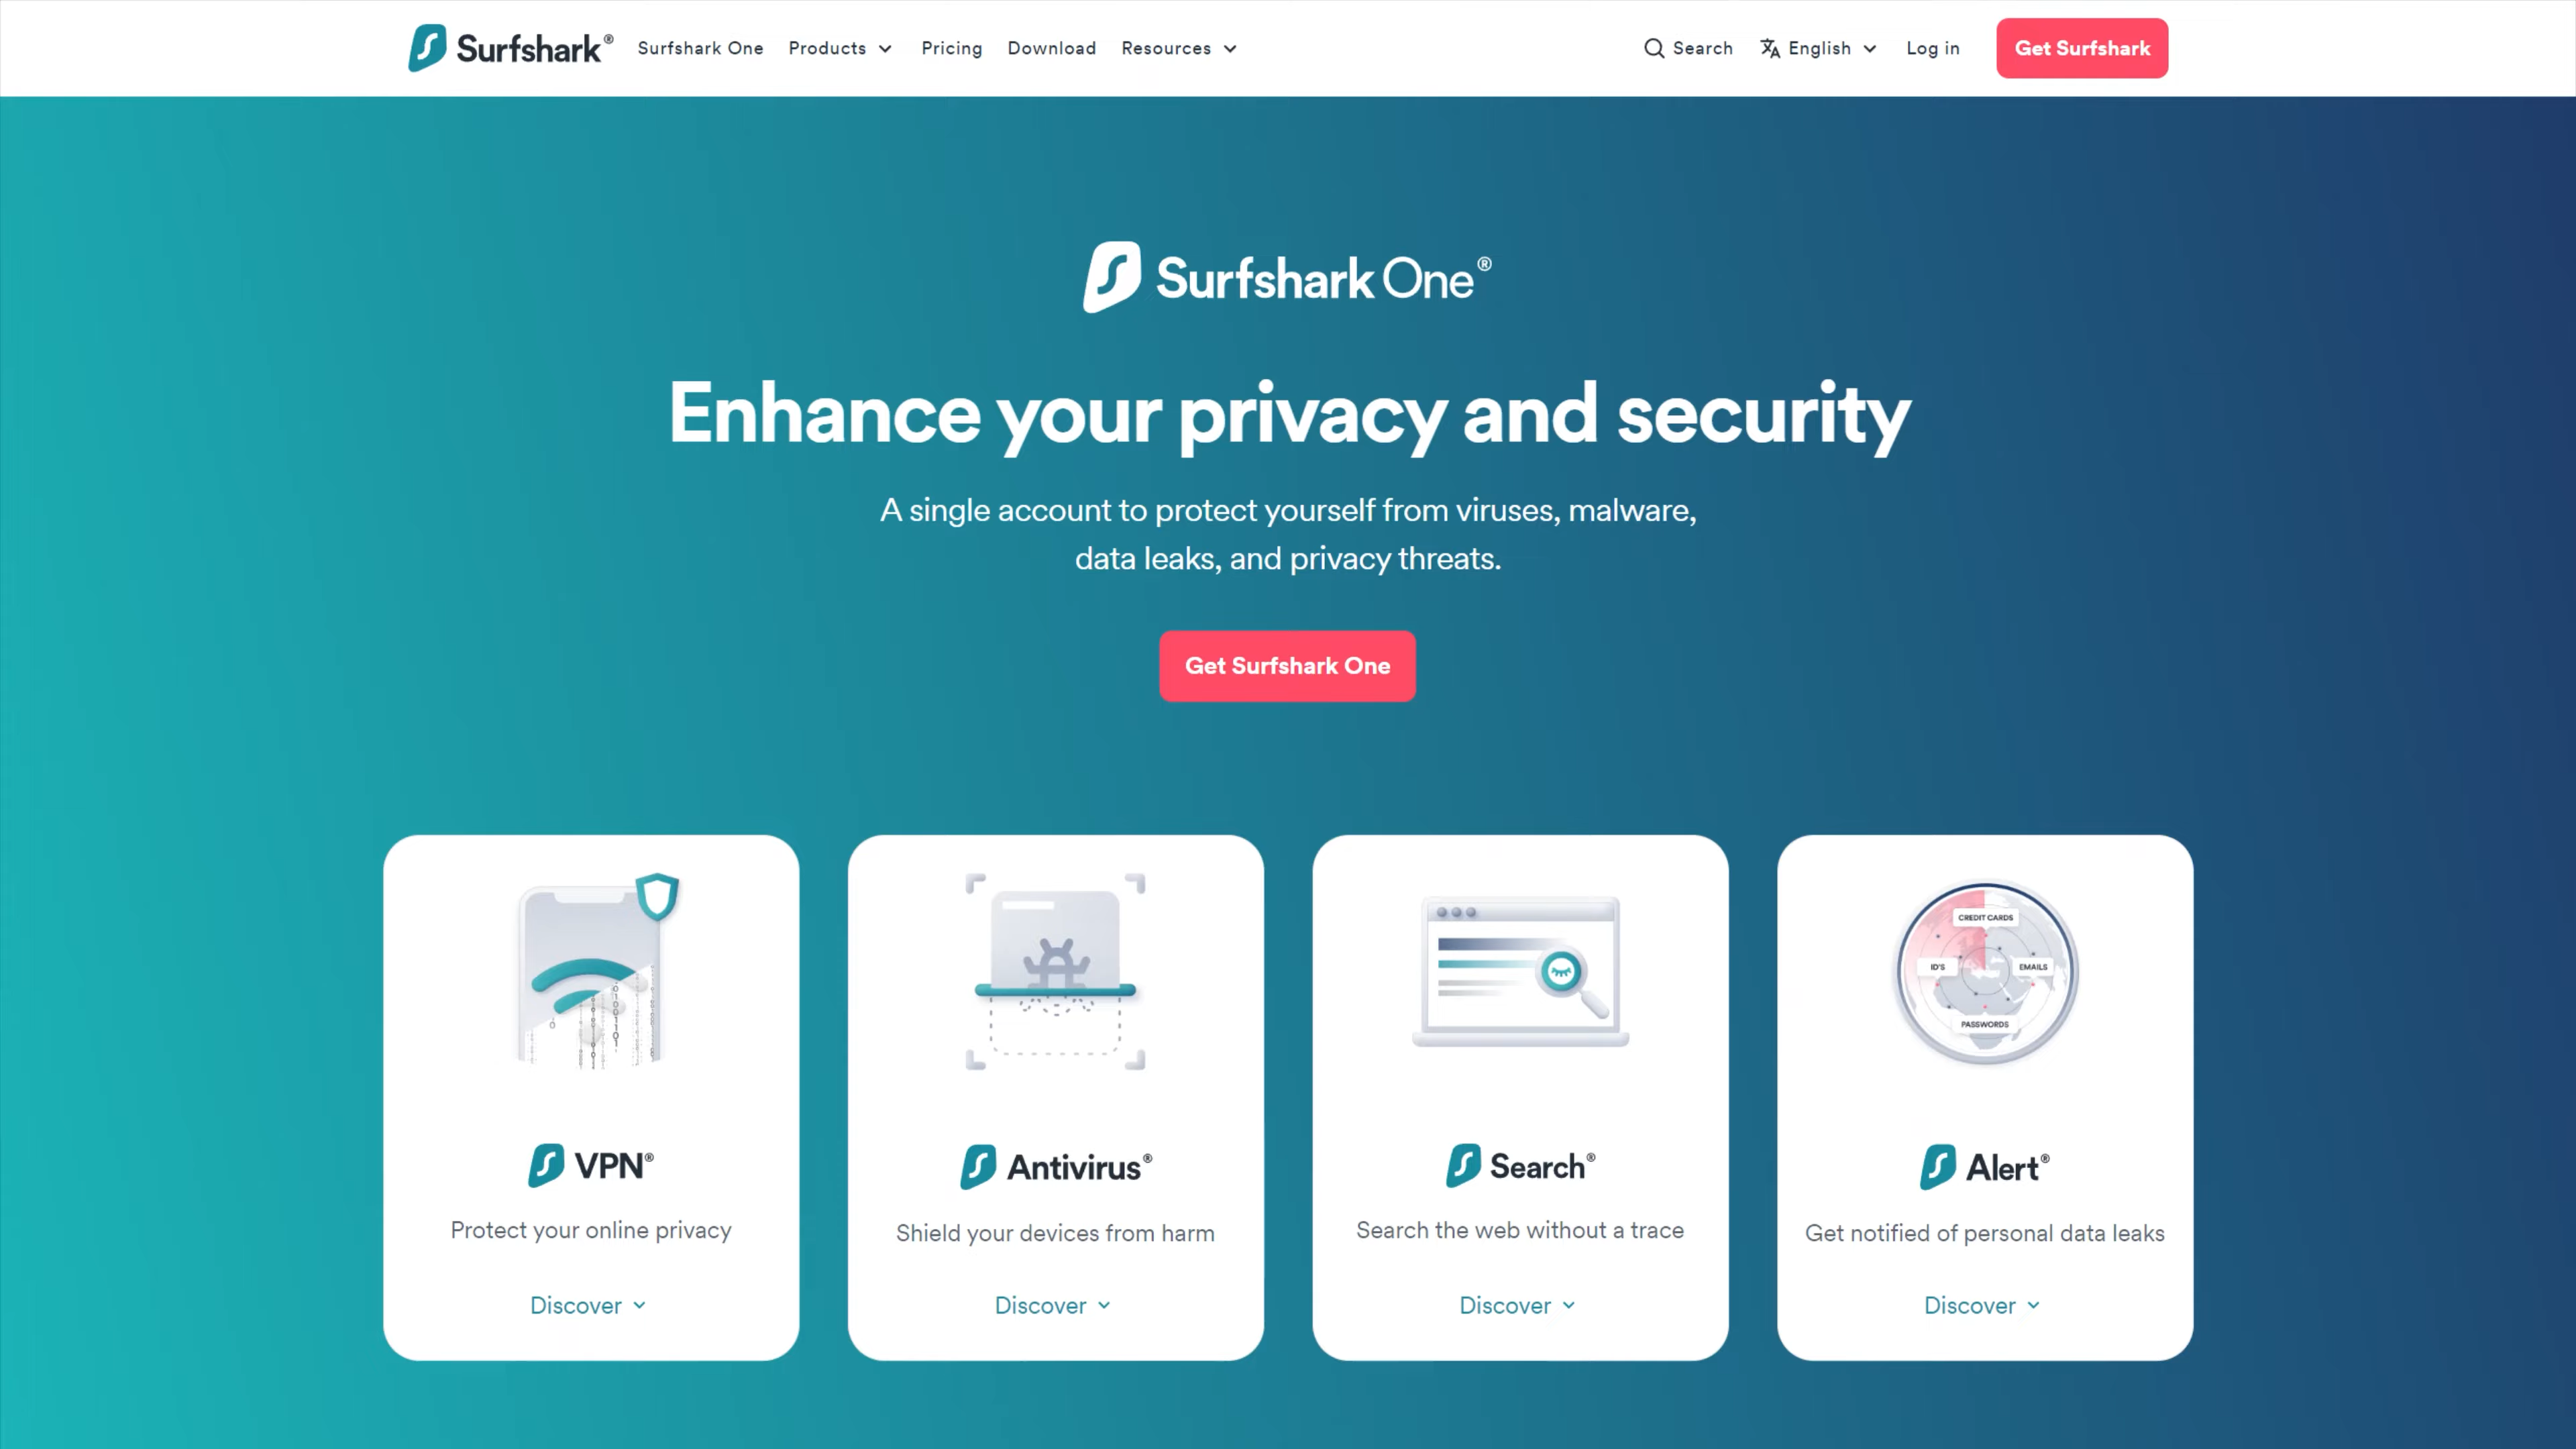 Surfshark® Surfshark One Products Pricing Download Resources Search English Log in Get Surfshark
Surfshark One®
Enhance your privacy and security
A single account to protect yourself from viruses, malware,
data leaks, and privacy threats.
Get Surfshark One
CREDIT CARDS
ID'S
EMAILS
PASSWORDS
VPN®
Protect your online privacy
Discover
Antivirus®
Shield your devices from harm
Discover
Search®
Search the web without a trace
Discover
Alert®
Get notified of personal data leaks
Discover